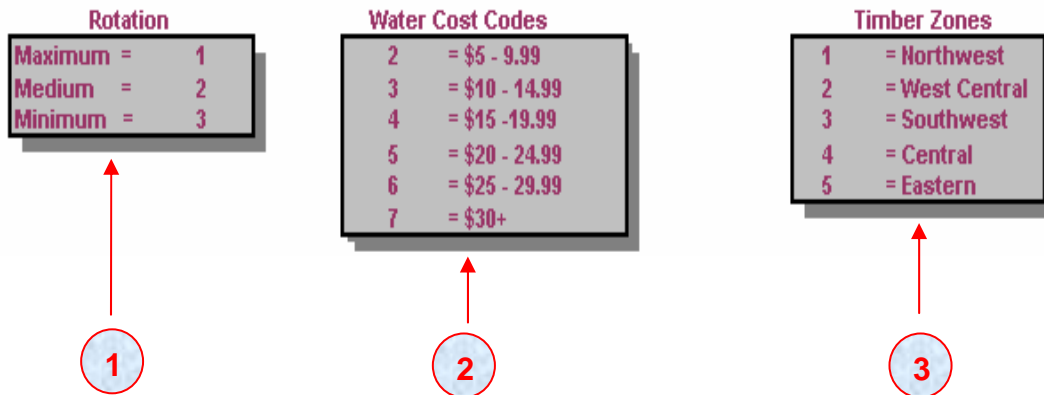 Rotation
Maximum = 1
Medium = 2
Minimum = 3
Water Cost Codes
2 = $5 - 9.99
3 = $10 - 14.99
4 = $15 -19.99
5 = $20 - 24.99
6 = $25 - 29.99
7 = $30+
Timber Zones
1 = Northwest
2 = West Central
3 = Southwest
4 = Central
5 = Eastern
1
2
3